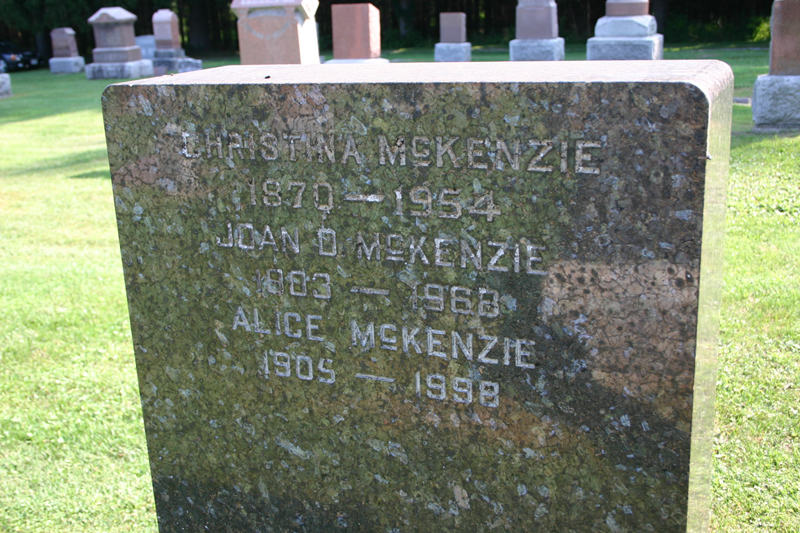 CHRISTINA McKENZIE
1870 — 1954
JOAN D. McKENZIE
1903 — 1968
ALICE McKENZIE
1905 — 1998